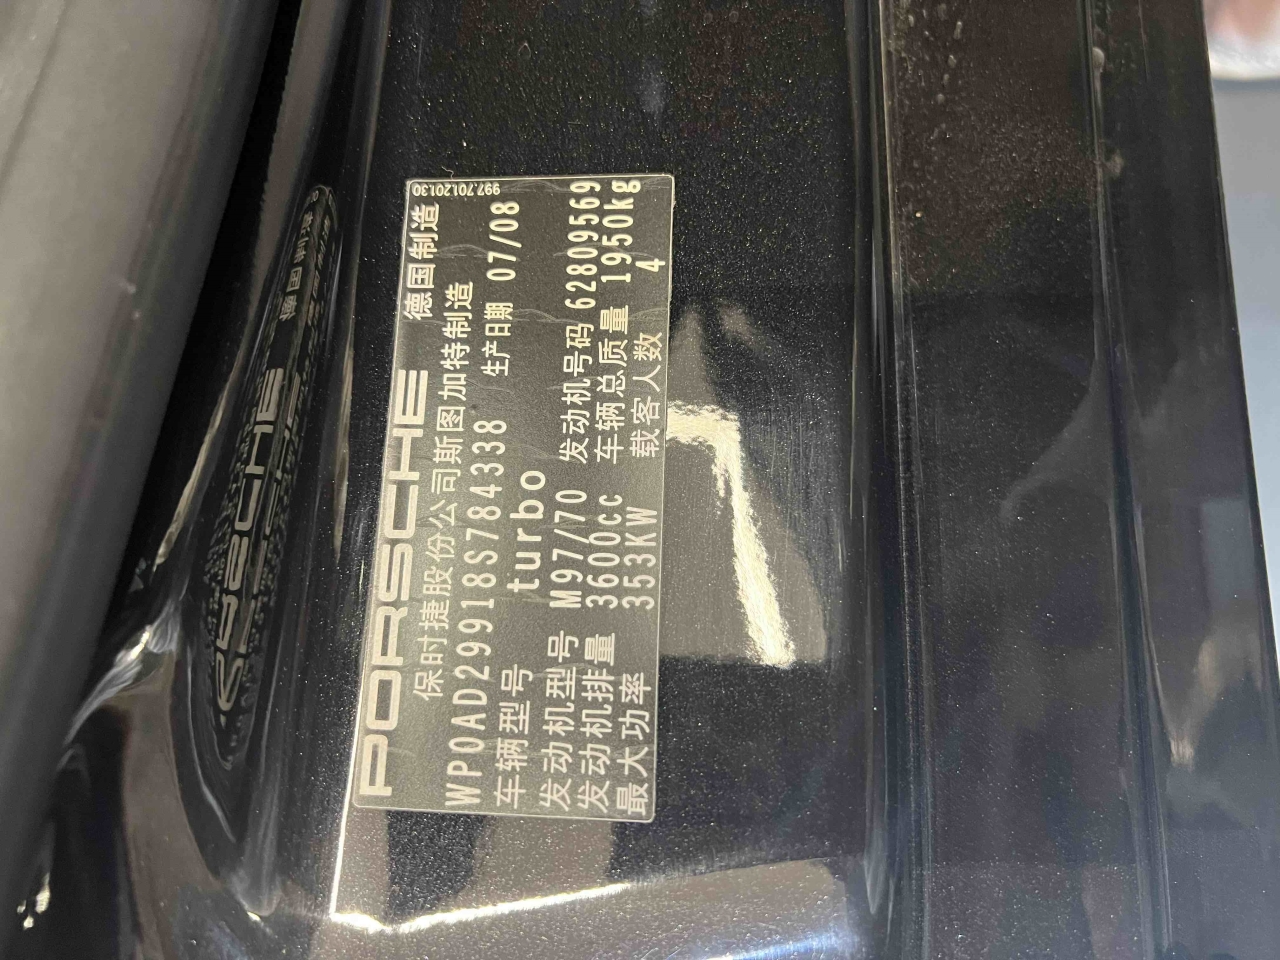 PORSCHE 德国制造
997.701.201.30
保时捷股份公司斯图加特制造
WP0AD29918S784338
生产日期 07/08
车辆型号 turbo
发动机型号 M97/70 发动机号码 62809569
发动机排量 3600cc 车辆总质量 1950kg
最大功率 353KW 载客人数 4